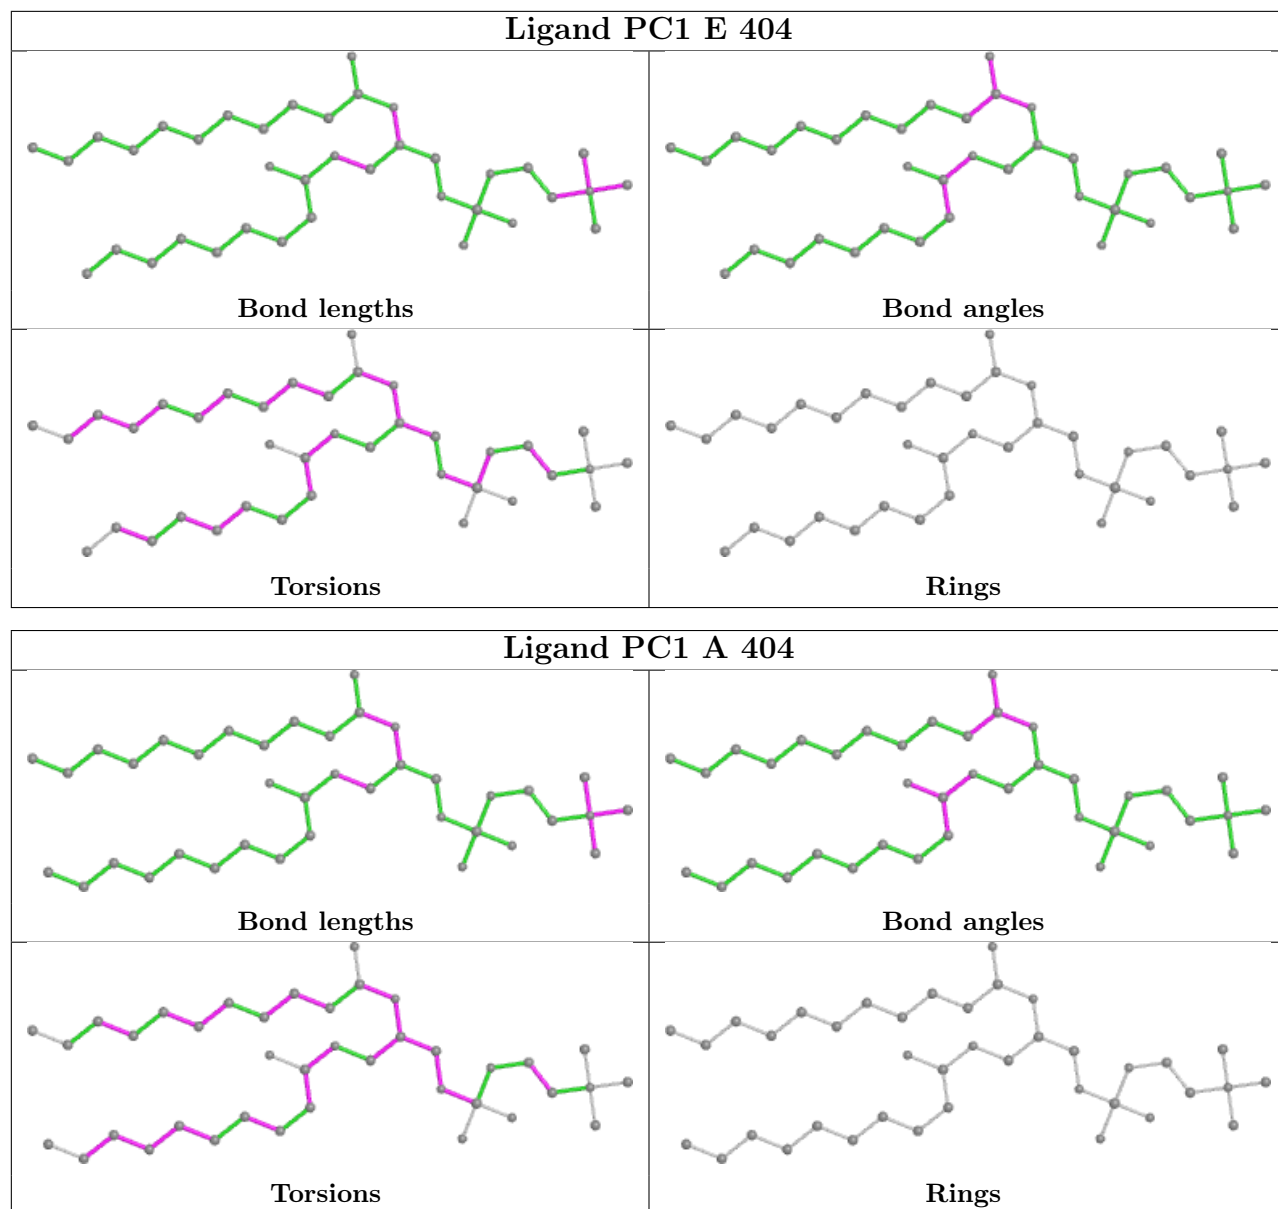 Ligand PC1 E 404
Bond lengths
Bond angles
Torsions
Rings
Ligand PC1 A 404
Bond lengths
Bond angles
Torsions
Rings